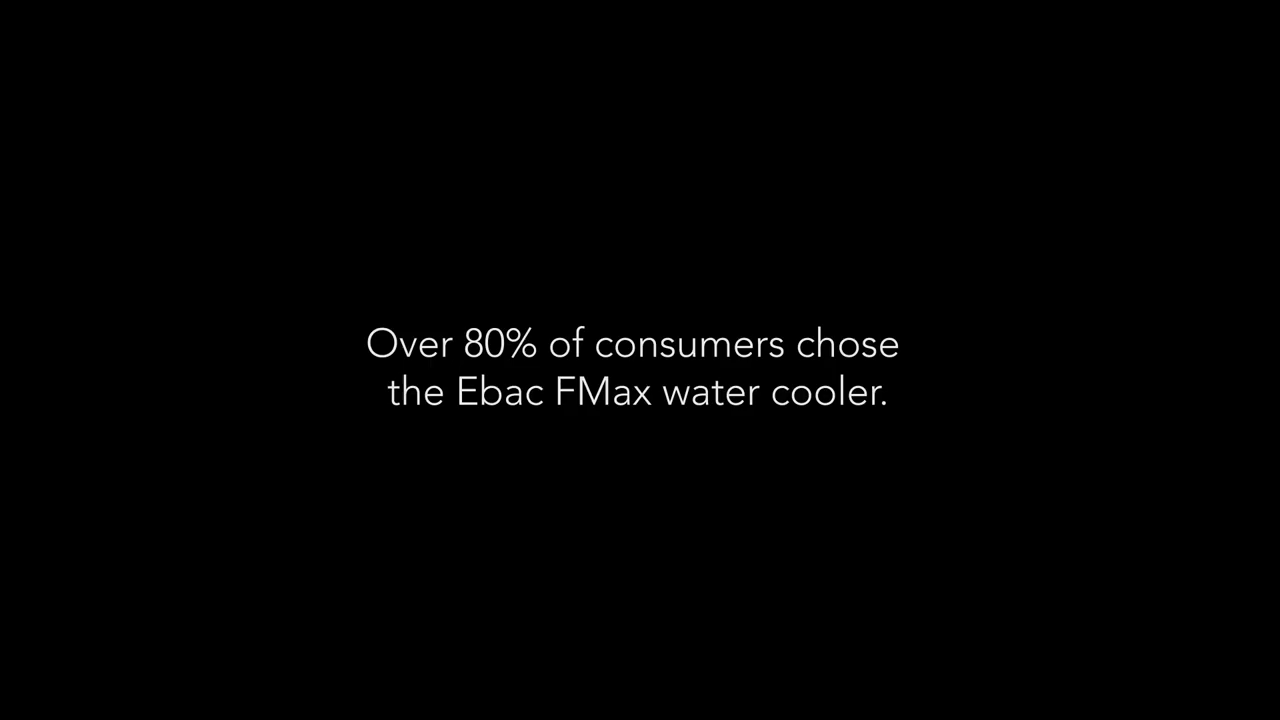 Over 80% of consumers chose
the Ebac FMax water cooler.